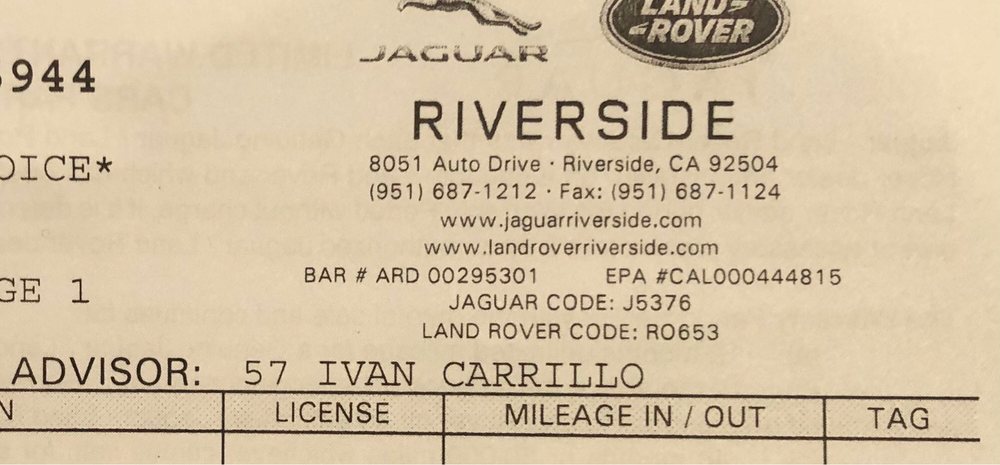 JAGUAR
LAND-
-ROVER
944
RIVERSIDE
8051 Auto Drive · Riverside, CA 92504
OICE*
(951) 687-1212 · Fax: (951) 687-1124
www.jaguarriverside.com
www.landroverriverside.com
BAR # ARD 00295301 EPA #CAL000444815
GE 1
JAGUAR CODE: J5376
LAND ROVER CODE: RO653
ADVISOR: 57 IVAN CARRILLO
N LICENSE MILEAGE IN / OUT TAG